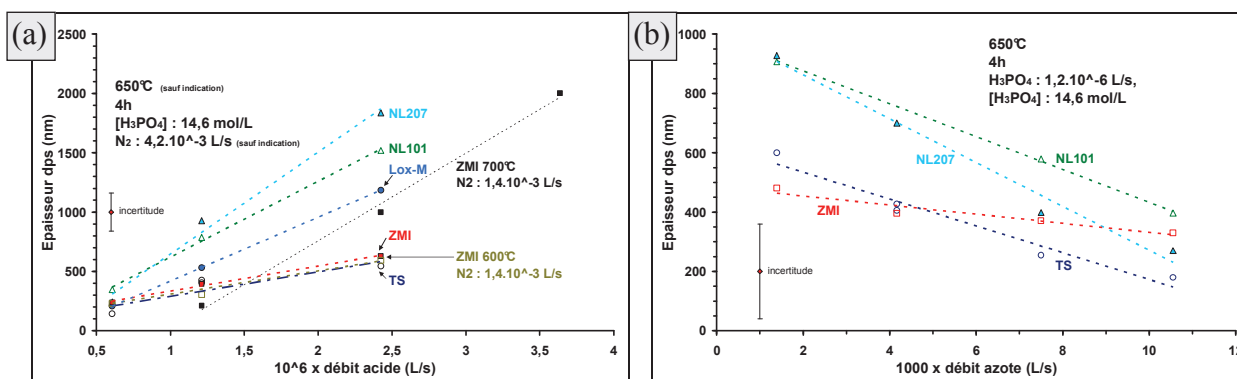 (a)
Epaisseur dps (nm)
2500
2000
1500
1000
500
0
650°C (sauf indication)
4h
[H₃PO₄] : 14,6 mol/L
N₂ : 4,2.10^-3 L/s (sauf indication)
incertitude
NL207
NL101
Lox-M
ZMI 700°C
N2 : 1,4.10^-3 L/s
ZMI
ZMI 600°C
N2 : 1,4.10^-3 L/s
TS
0,5 1 1,5 2 2,5 3 3,5 4
10^6 x débit acide (L/s)
(b)
Epaisseur dps (nm)
1000
800
600
400
200
0
650°C
4h
H₃PO₄ : 1,2.10^-6 L/s,
[H₃PO₄] : 14,6 mol/L
NL207
NL101
ZMI
incertitude
TS
0 2 4 6 8 10 12
1000 x débit azote (L/s)